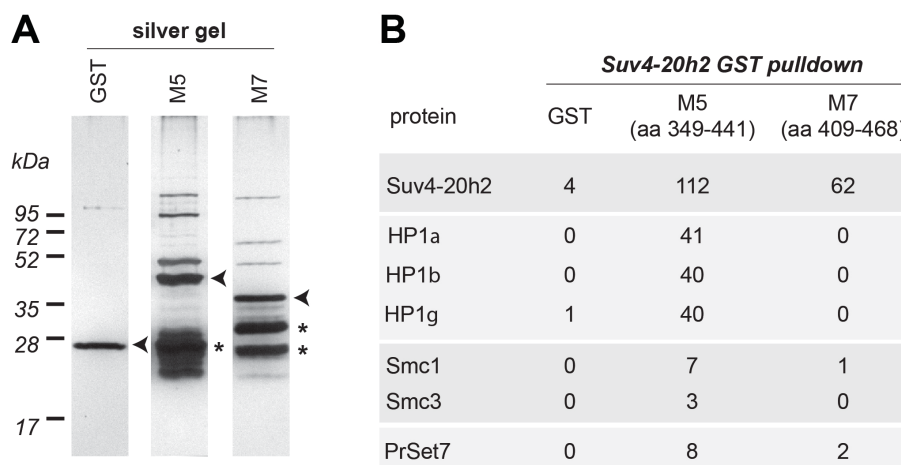 A
silver gel
GST
M5
M7
kDa
95
72
52
35
28
17
*
*
*
B
Suv4-20h2 GST pulldown
protein GST M5 (aa 349-441) M7 (aa 409-468)
Suv4-20h2 4 112 62
HP1a 0 41 0
HP1b 0 40 0
HP1g 1 40 0
Smc1 0 7 1
Smc3 0 3 0
PrSet7 0 8 2